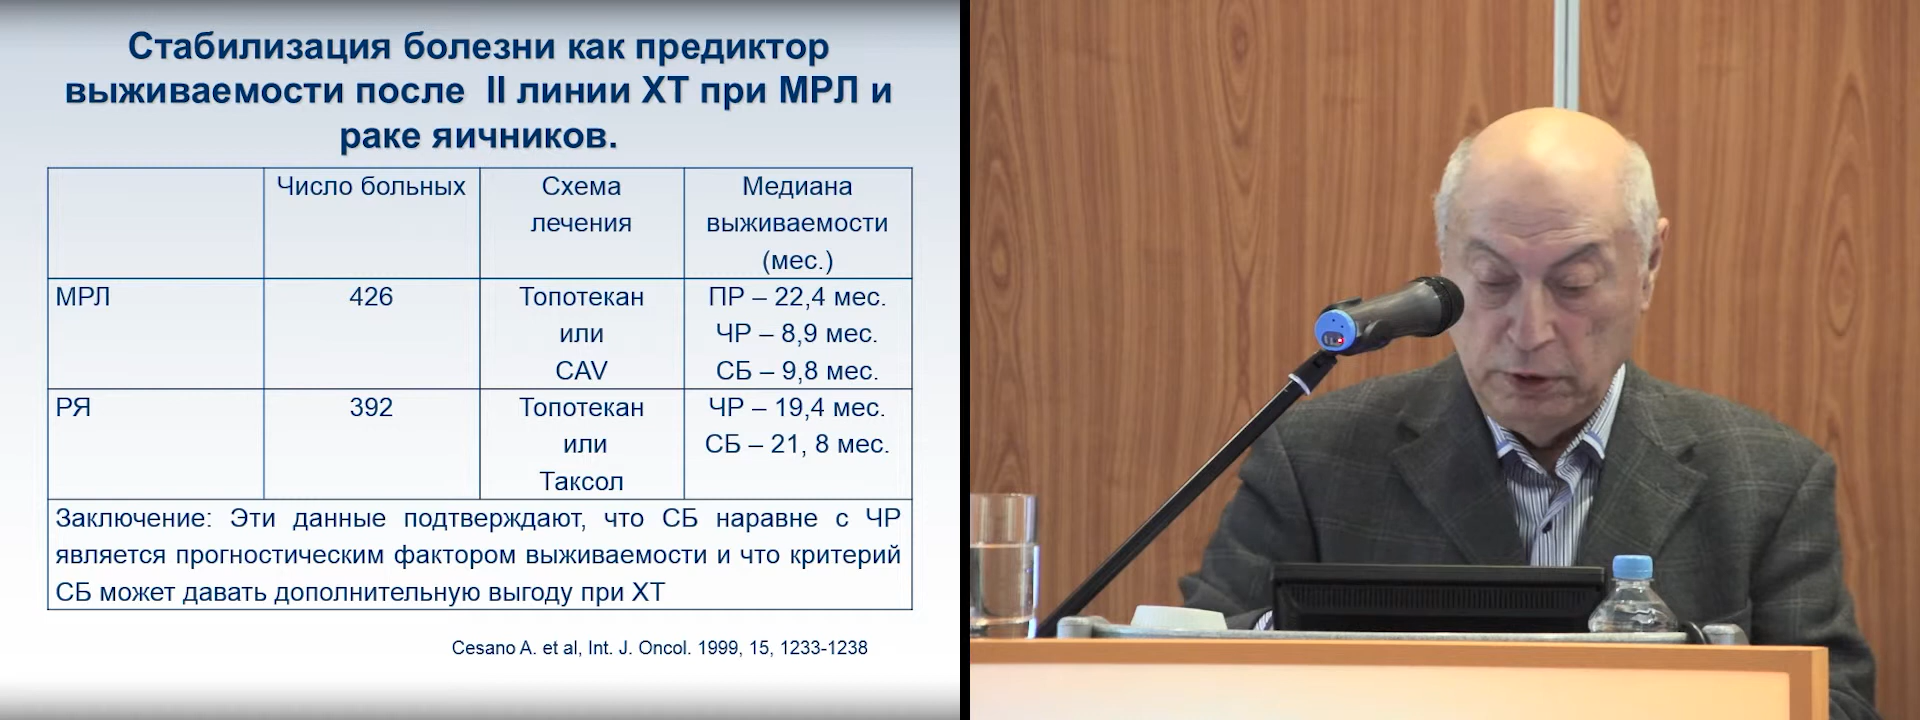 Стабилизация болезни как предиктор
выживаемости после II линии ХТ при МРЛ и
раке яичников.
Число больных
Схема
лечения
Медиана
выживаемости
(мес.)
МРЛ
426
Топотекан
или
CAV
ПР – 22,4 мес.
ЧР – 8,9 мес.
СБ – 9,8 мес.
РЯ
392
Топотекан
или
Таксол
ЧР – 19,4 мес.
СБ – 21, 8 мес.
Заключение: Эти данные подтверждают, что СБ наравне с ЧР
является прогностическим фактором выживаемости и что критерий
СБ может давать дополнительную выгоду при ХТ
Cesano A. et al, Int. J. Oncol. 1999, 15, 1233-1238